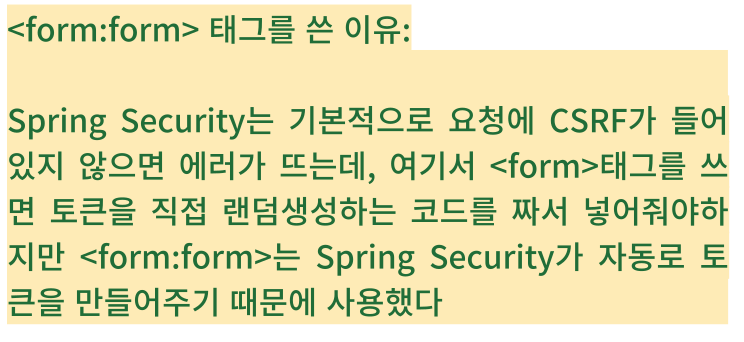 <form:form> 태그를 쓴 이유:
Spring Security는 기본적으로 요청에 CSRF가 들어
있지 않으면 에러가 뜨는데, 여기서 <form>태그를 쓰
면 토큰을 직접 랜덤생성하는 코드를 짜서 넣어줘야하
지만 <form:form>는 Spring Security가 자동로 토
큰을 만들어주기 때문에 사용했다